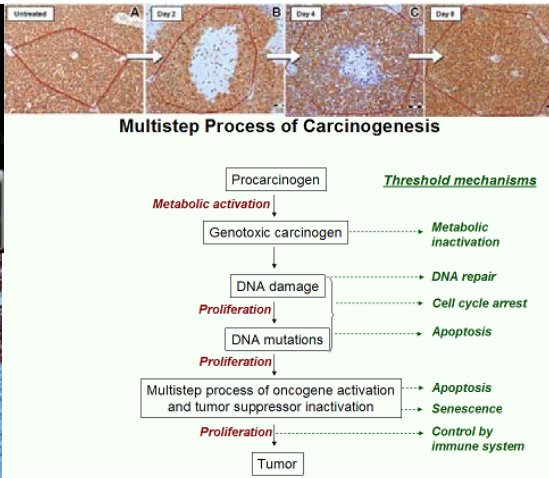 Untreated
A
Day 2
B
Day 4
C
Multistep Process of Carcinogenesis
Procarcinogen
Threshold mechanisms
Metabolic activation
Genotoxic carcinogen
Metabolic
inactivation
DNA damage
DNA repair
Proliferation
Cell cycle arrest
DNA mutations
Apoptosis
Proliferation
Multistep process of oncogene activation
and tumor suppressor inactivation
Apoptosis
Senescence
Proliferation
Control by
immune system
Tumor